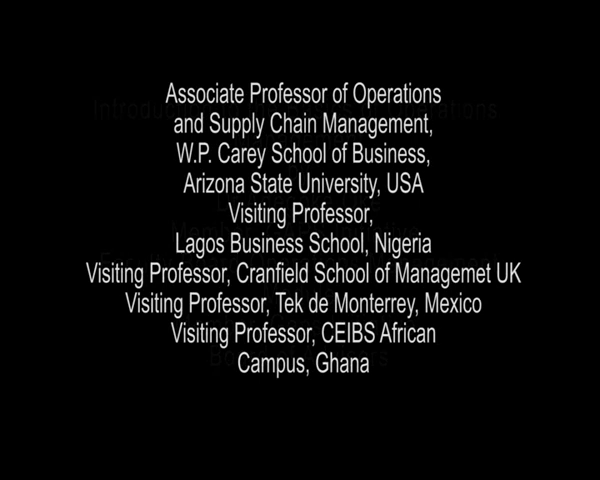 Associate Professor of Operations
and Supply Chain Management,
W.P. Carey School of Business,
Arizona State University, USA
Visiting Professor,
Lagos Business School, Nigeria
Visiting Professor, Cranfield School of Managemet UK
Visiting Professor, Tek de Monterrey, Mexico
Visiting Professor, CEIBS African
Campus, Ghana